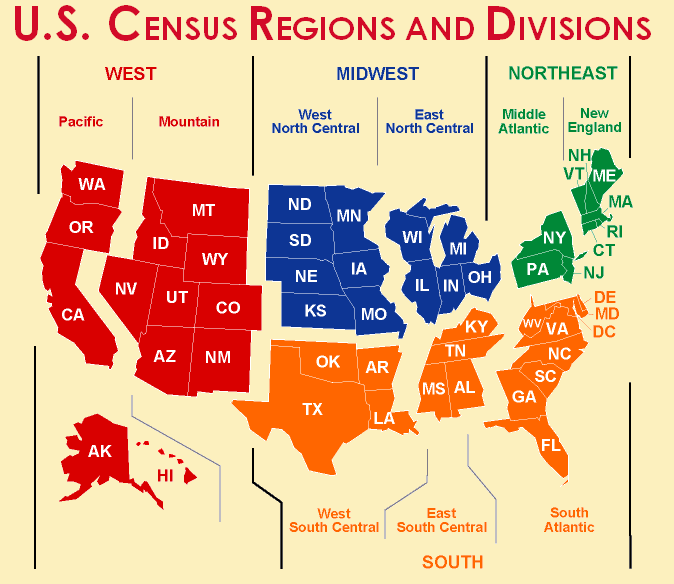 U.S. CENSUS REGIONS AND DIVISIONS
WEST
MIDWEST
NORTHEAST
Pacific
Mountain
West
North Central
East
North Central
Middle
Atlantic
New
England
WA
OR
CA
MT
ID
WY
NV
UT
CO
AZ
NM
AK
HI
ND
SD
NE
KS
MN
IA
MO
WI
MI
IL
IN
OH
NH
VT
ME
MA
RI
CT
NY
PA
NJ
OK
TX
AR
LA
KY
TN
MS
AL
DE
MD
DC
WV
VA
NC
SC
GA
FL
West
South Central
East
South Central
South
Atlantic
SOUTH